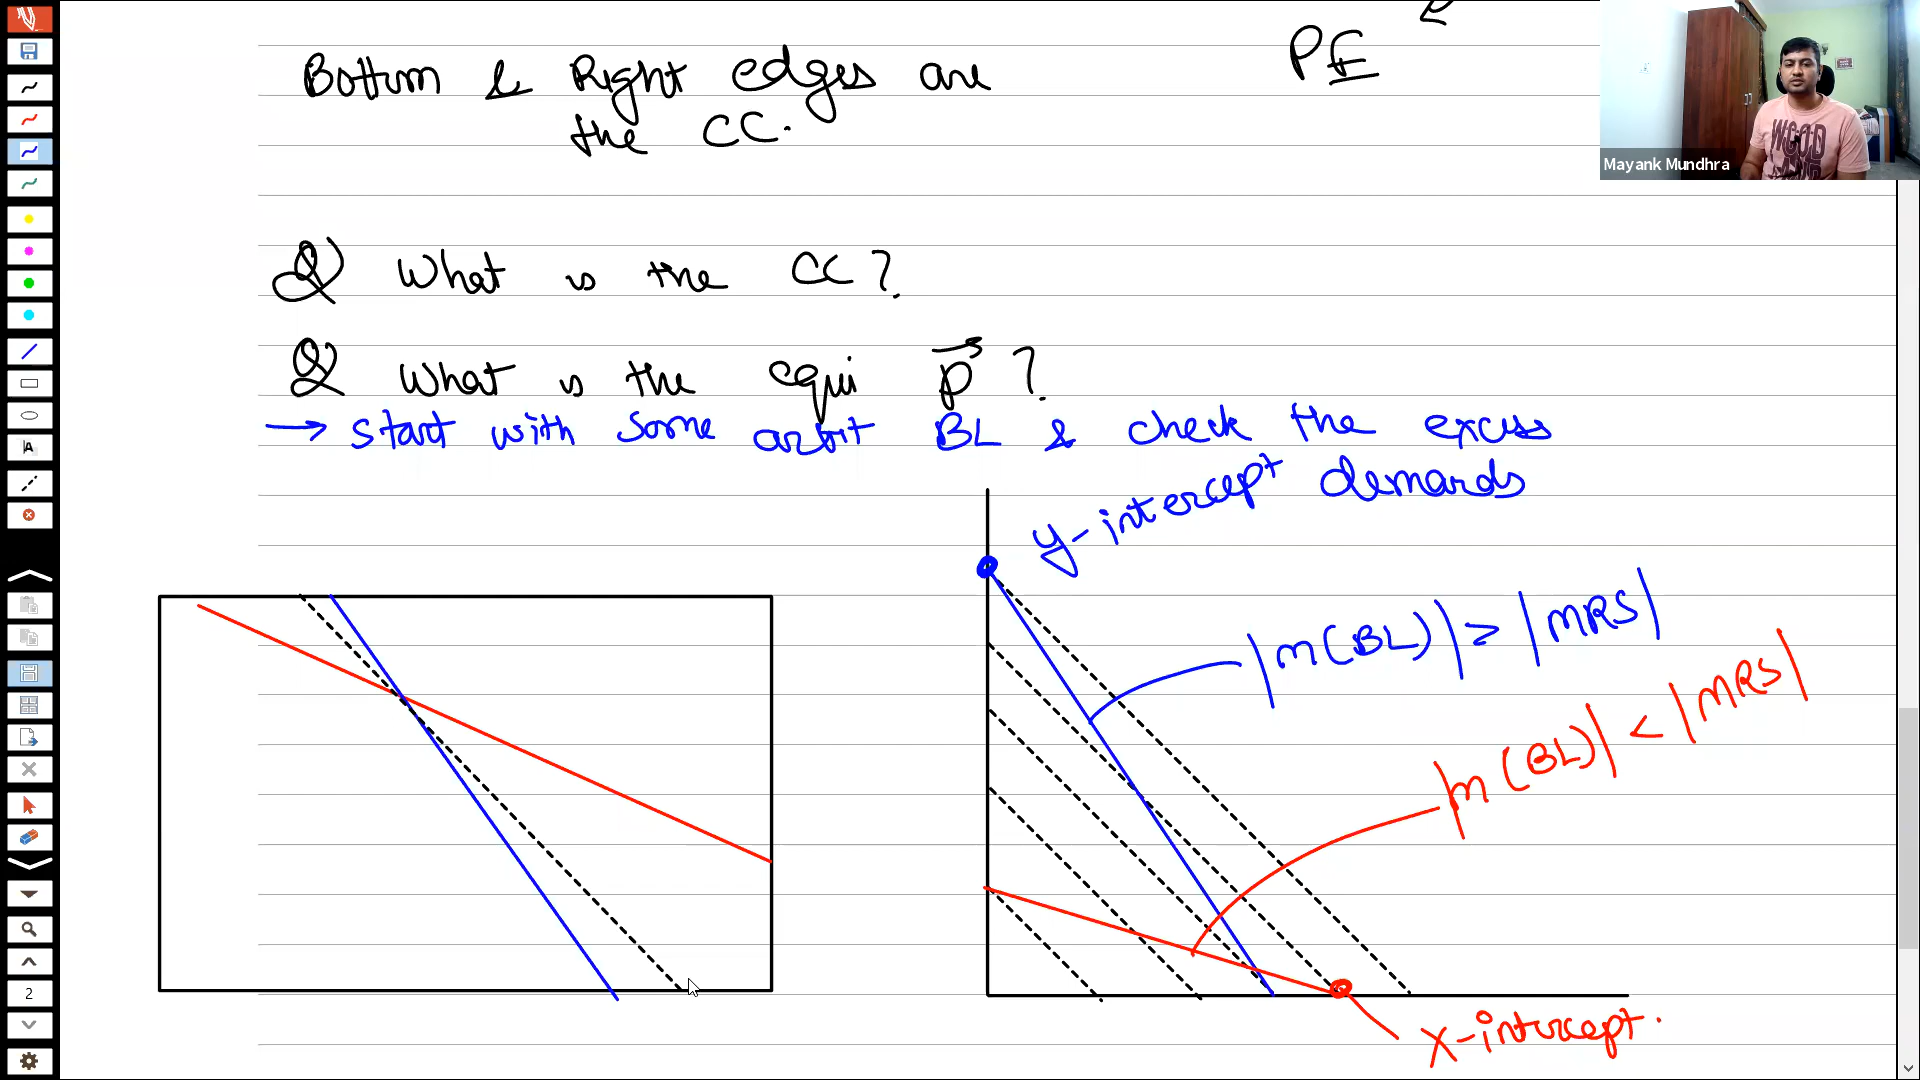 Bottom & Right edges are
the CC.
PE
Mayank Mundhra
Q What is the CC?
Q What is the equi p ?
→ start with some arbit BL & check the excess
demands
y-intercept
|m(BL)| > |MRS|
|m(BL)| < |MRS|
x-intercept.
2